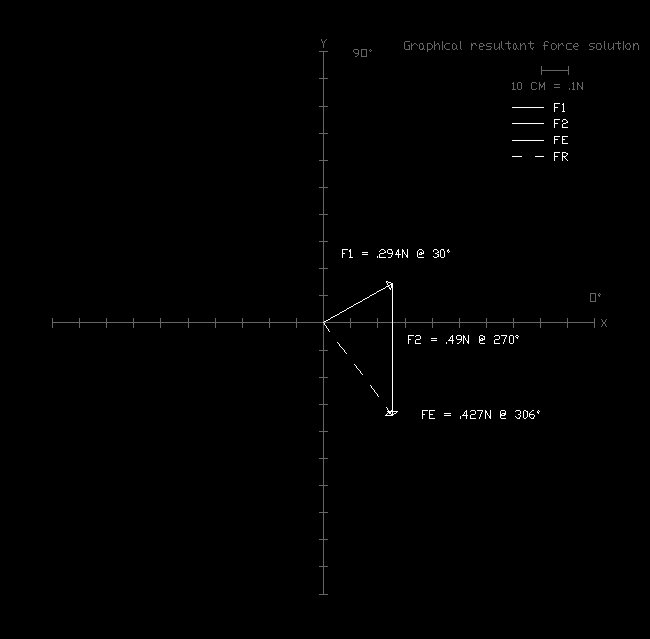 Y
90° Graphical resultant force solution
10 CM = .1N
F1
F2
FE
FR
F1 = .294N @ 30°
0°
X
F2 = .49N @ 270°
FE = .427N @ 306°